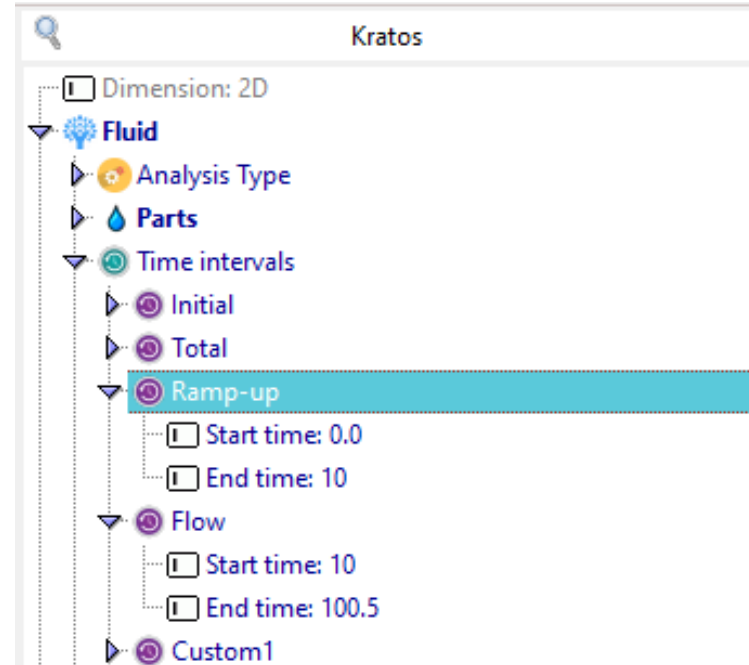 Kratos
Dimension: 2D
Fluid
Analysis Type
Parts
Time intervals
Initial
Total
Ramp-up
Start time: 0.0
End time: 10
Flow
Start time: 10
End time: 100.5
Custom1